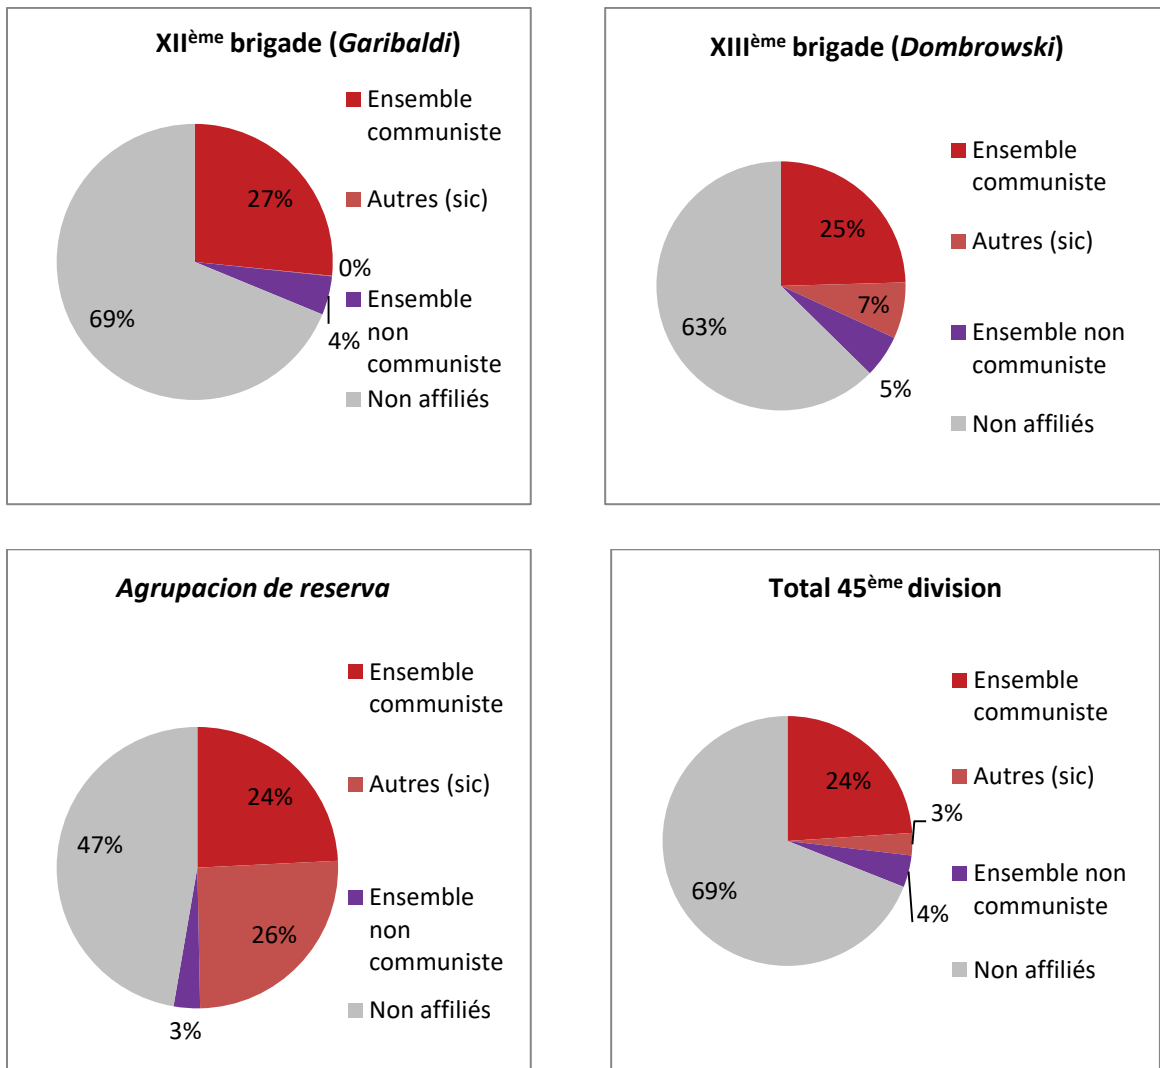 XIIème brigade (Garibaldi)
Ensemble
communiste
27%
Autres (sic)
0%
Ensemble
non
communiste
69%
4%
Non affiliés
XIIIème brigade (Dombrowski)
Ensemble
communiste
25%
Autres (sic)
7%
63%
Ensemble non
communiste
5%
Non affiliés
Agrupacion de reserva
Ensemble
communiste
24%
Autres (sic)
47%
Ensemble
non
communiste
26%
Non affiliés
3%
Total 45ème division
Ensemble
communiste
24%
Autres (sic)
3%
Ensemble non
communiste
69%
4%
Non affiliés